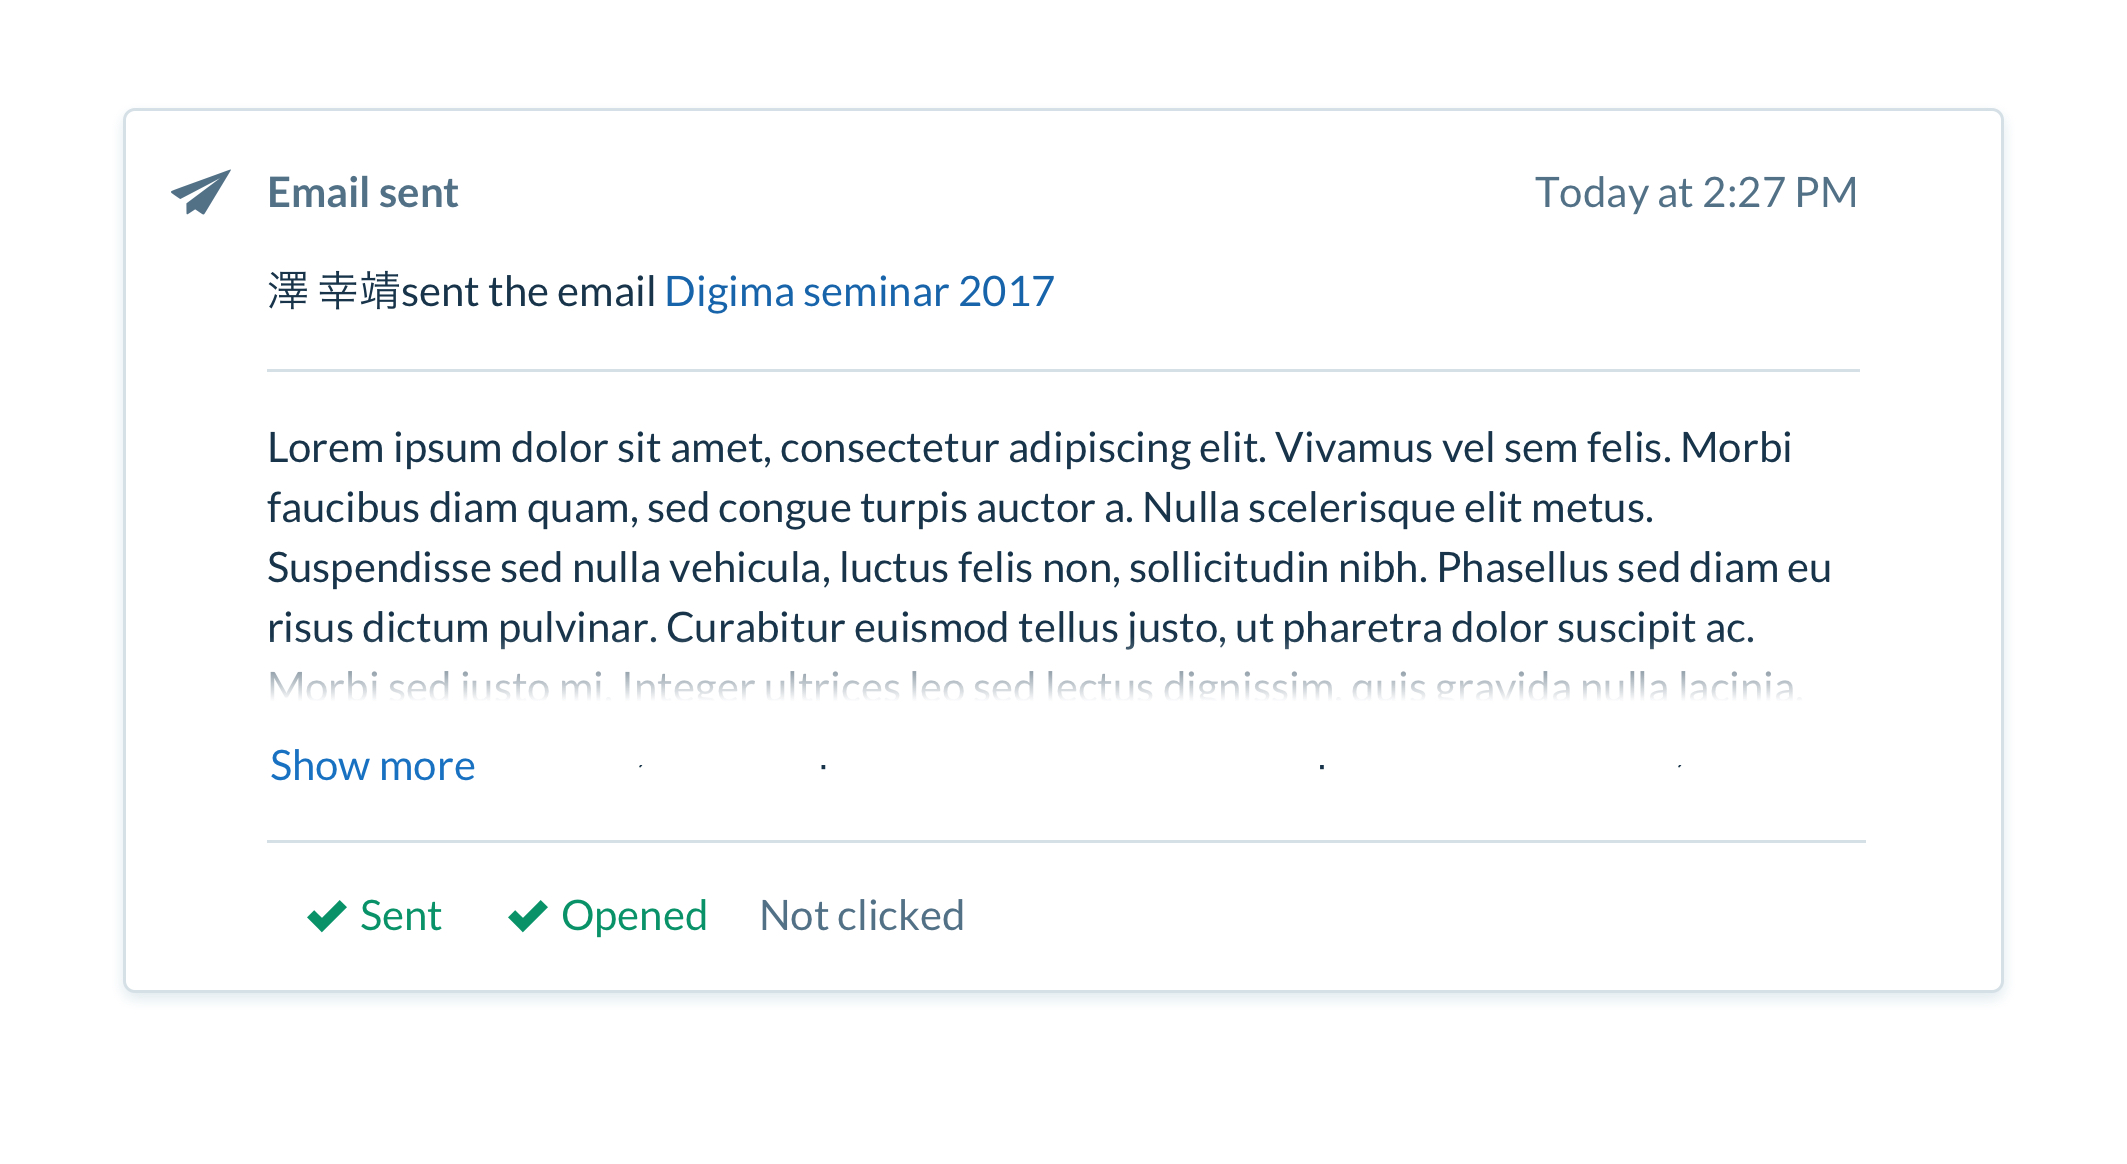 Email sent
Today at 2:27 PM
澤 幸靖sent the email Digima seminar 2017
Lorem ipsum dolor sit amet, consectetur adipiscing elit. Vivamus vel sem felis. Morbi
faucibus diam quam, sed congue turpis auctor a. Nulla scelerisque elit metus.
Suspendisse sed nulla vehicula, luctus felis non, sollicitudin nibh. Phasellus sed diam eu
risus dictum pulvinar. Curabitur euismod tellus justo, ut pharetra dolor suscipit ac.
Morbi sed justo mi. Integer ultrices leo sed lectus dignissim, quis gravida nulla lacinia.
Show more
Sent
Opened
Not clicked